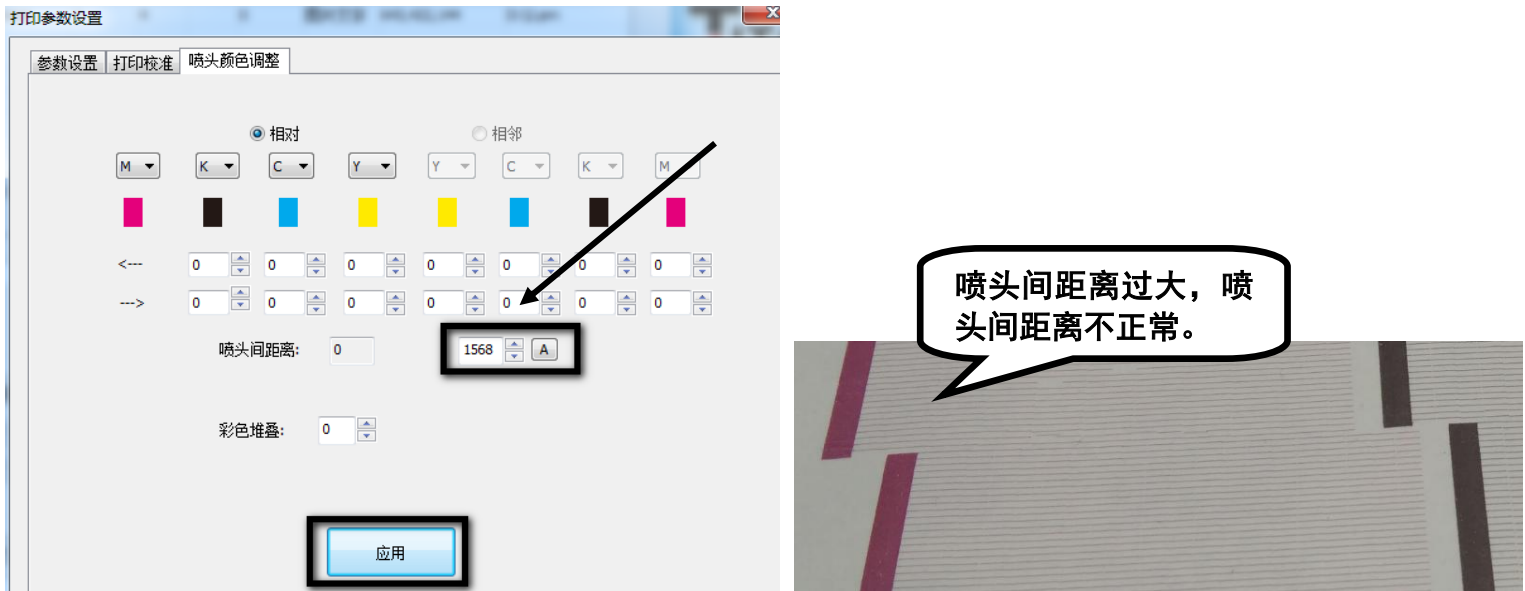 打印参数设置
参数设置 打印校准 喷头颜色调整
相对 相邻
M K C Y Y C K M
<--- 0 0 0 0 0 0 0 0
---> 0 0 0 0 0 0 0 0
喷头间距离: 0 1568 A
彩色堆叠: 0
应用
喷头间距离过大，喷
头间距离不正常。